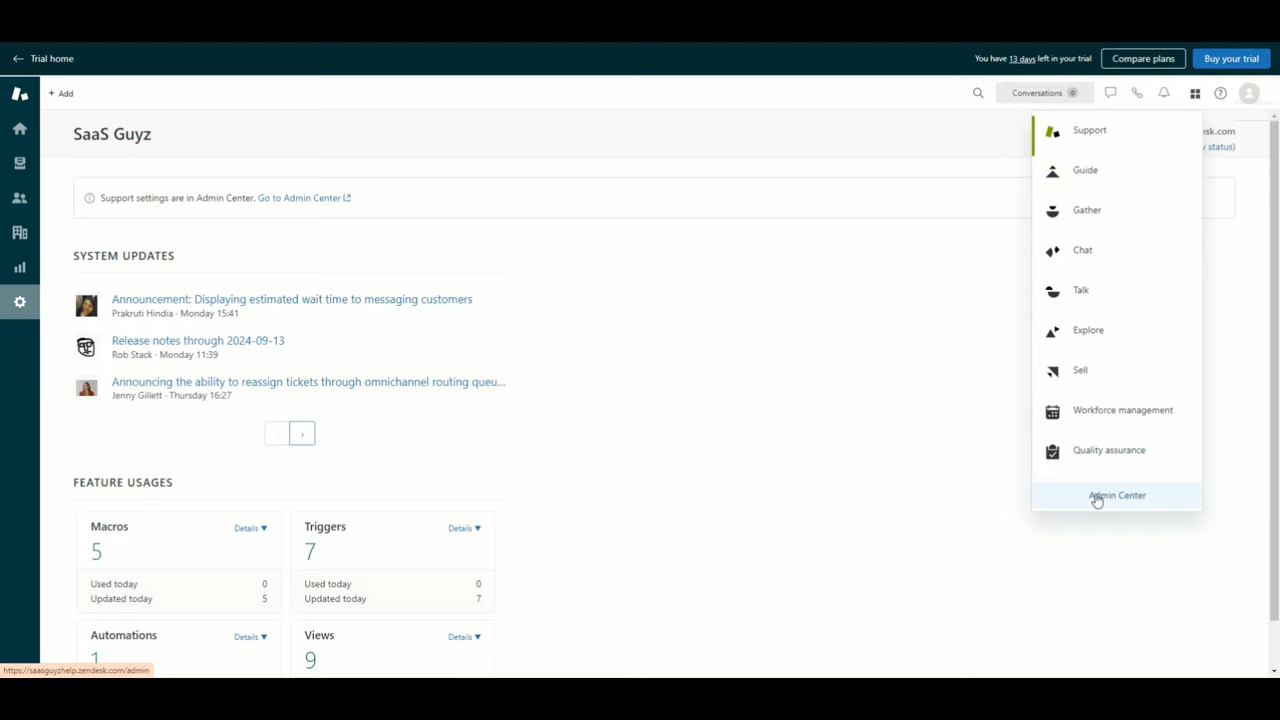 Trial home
You have 13 days left in your trial
Compare plans
Buy your trial
+ Add
Conversations 0
SaaS Guyz
sk.com
status)
Support settings are in Admin Center. Go to Admin Center
SYSTEM UPDATES
Announcement: Displaying estimated wait time to messaging customers
Prakruti Hindia · Monday 15:41
Release notes through 2024-09-13
Rob Stack · Monday 11:39
Announcing the ability to reassign tickets through omnichannel routing queu...
Jenny Gillett · Thursday 16:27
FEATURE USAGES
Macros
Details ▼
5
Used today 0
Updated today 5
Triggers
Details ▼
7
Used today 0
Updated today 7
Automations
Details ▼
1
Views
Details ▼
9
Support
Guide
Gather
Chat
Talk
Explore
Sell
Workforce management
Quality assurance
Admin Center
https://saasguyzhelp.zendesk.com/admin